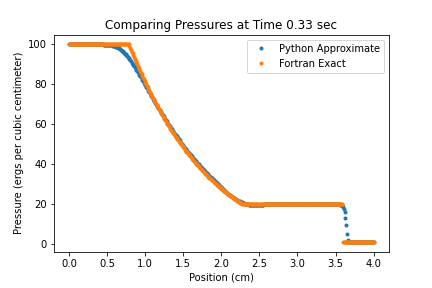 Comparing Pressures at Time 0.33 sec
Pressure (ergs per cubic centimeter)
100
80
60
40
20
0
Python Approximate
Fortran Exact
0.0 0.5 1.0 1.5 2.0 2.5 3.0 3.5 4.0
Position (cm)